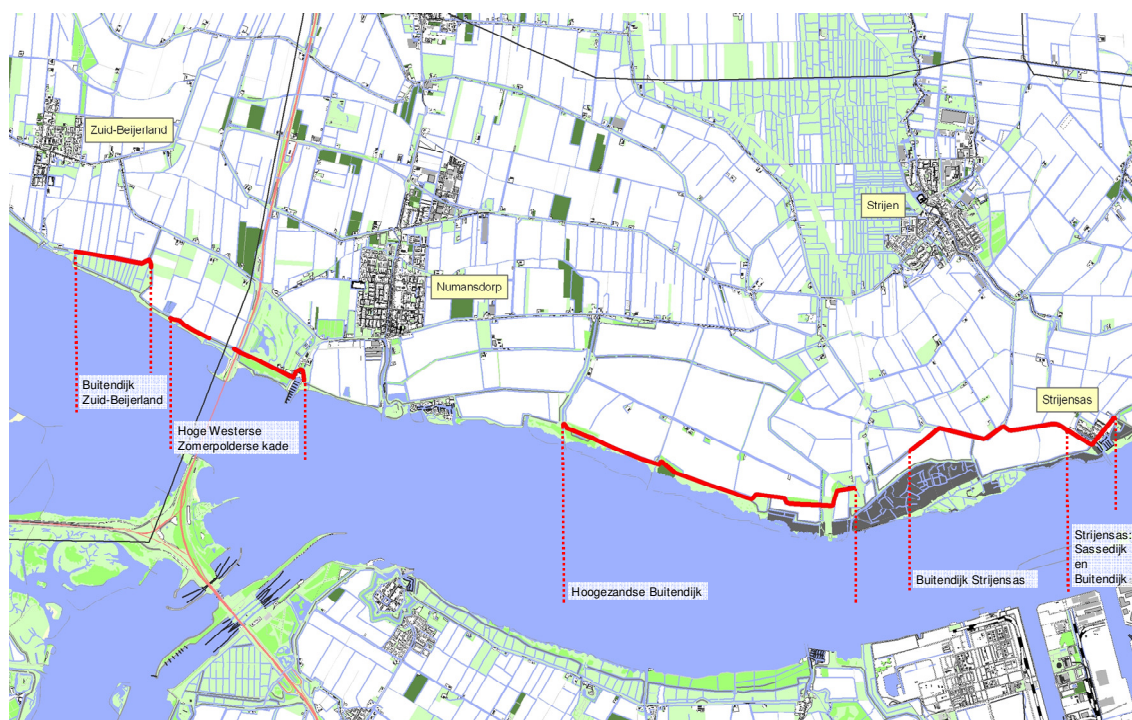 Zuid-Beijerland
Strijen
Numansdorp
Strijensas
Buitendijk
Zuid-Beijerland
Hoge Westerse
Zomerpolderse kade
Hoogezandse Buitendijk
Buitendijk Strijensas
Strijensas:
Sassedijk
en
Buitendijk